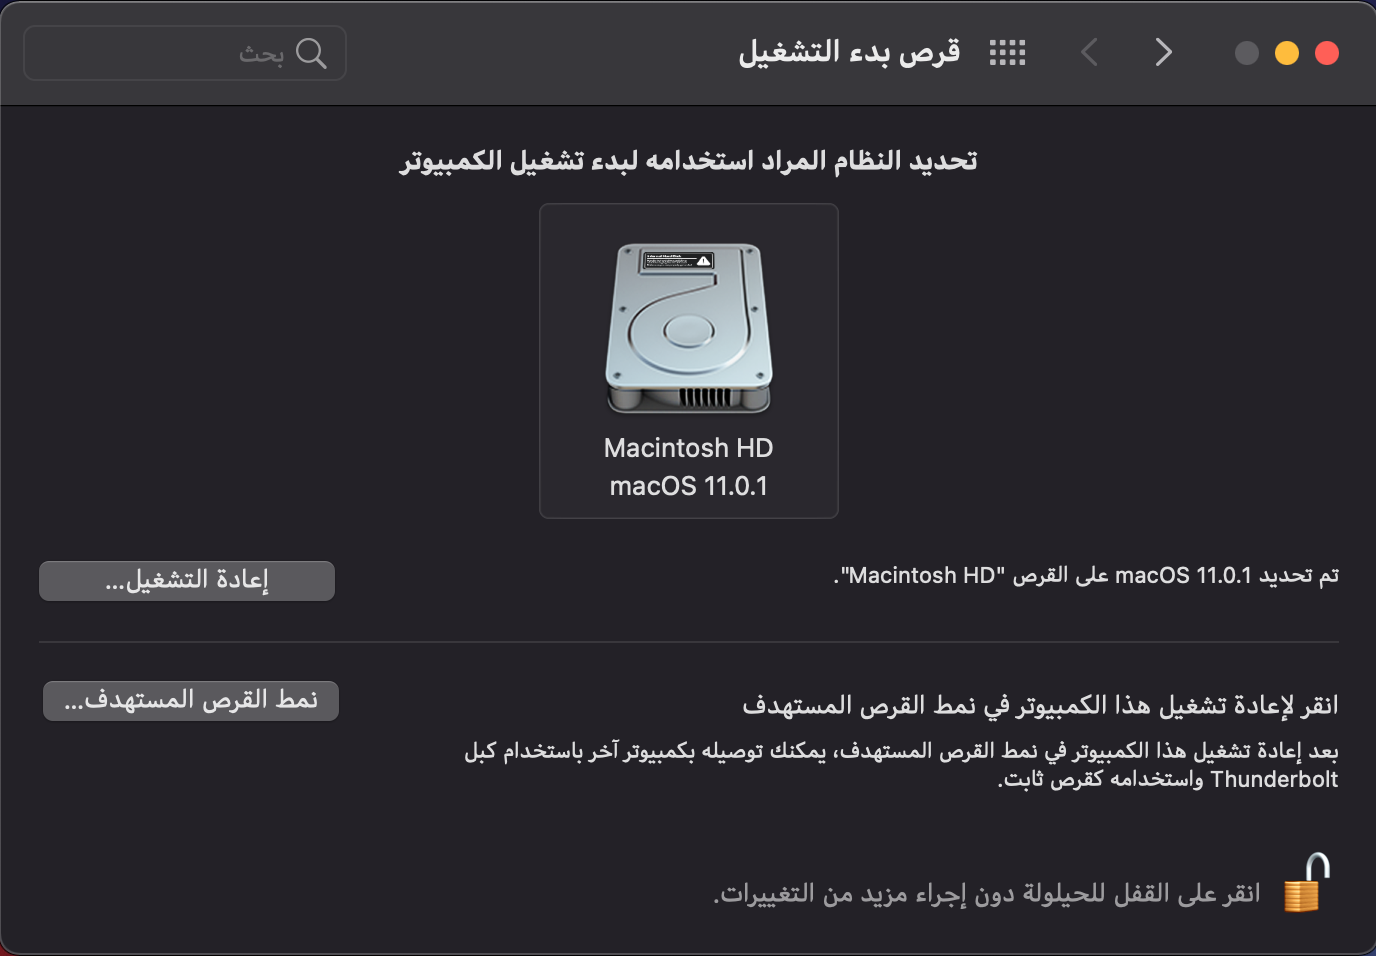 قرص بدء التشغيل
بحث
تحديد النظام المراد استخدامه لبدء تشغيل الكمبيوتر
Macintosh HD
macOS 11.0.1
تم تحديد macOS 11.0.1 على القرص "Macintosh HD".
إعادة التشغيل...
انقر لإعادة تشغيل هذا الكمبيوتر في نمط القرص المستهدف
نمط القرص المستهدف...
بعد إعادة تشغيل هذا الكمبيوتر في نمط القرص المستهدف، يمكنك توصيله بكمبيوتر آخر باستخدام كبل
Thunderbolt واستخدامه كقرص ثابت.
انقر على القفل للحيلولة دون إجراء مزيد من التغييرات.